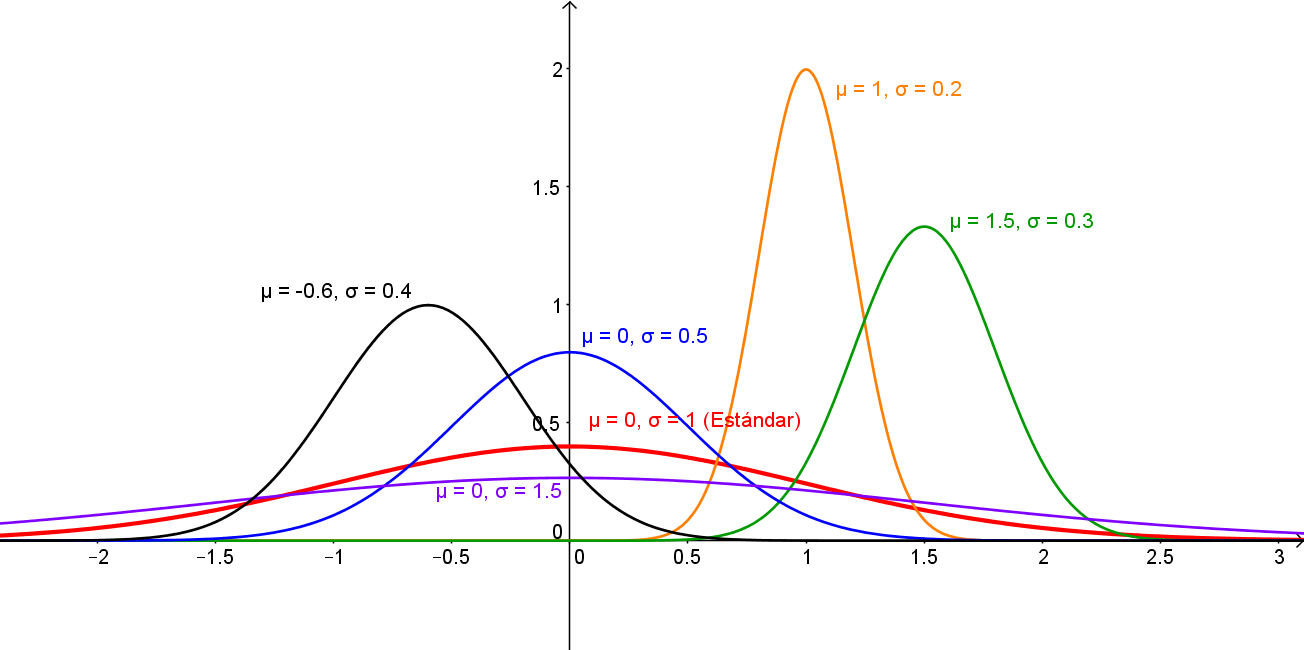 2
μ = 1, σ = 0.2
1.5
μ = 1.5, σ = 0.3
μ = -0.6, σ = 0.4
1
μ = 0, σ = 0.5
0.5
μ = 0, σ = 1 (Estándar)
μ = 0, σ = 1.5
0
−2 −1.5 −1 −0.5 0 0.5 1 1.5 2 2.5 3